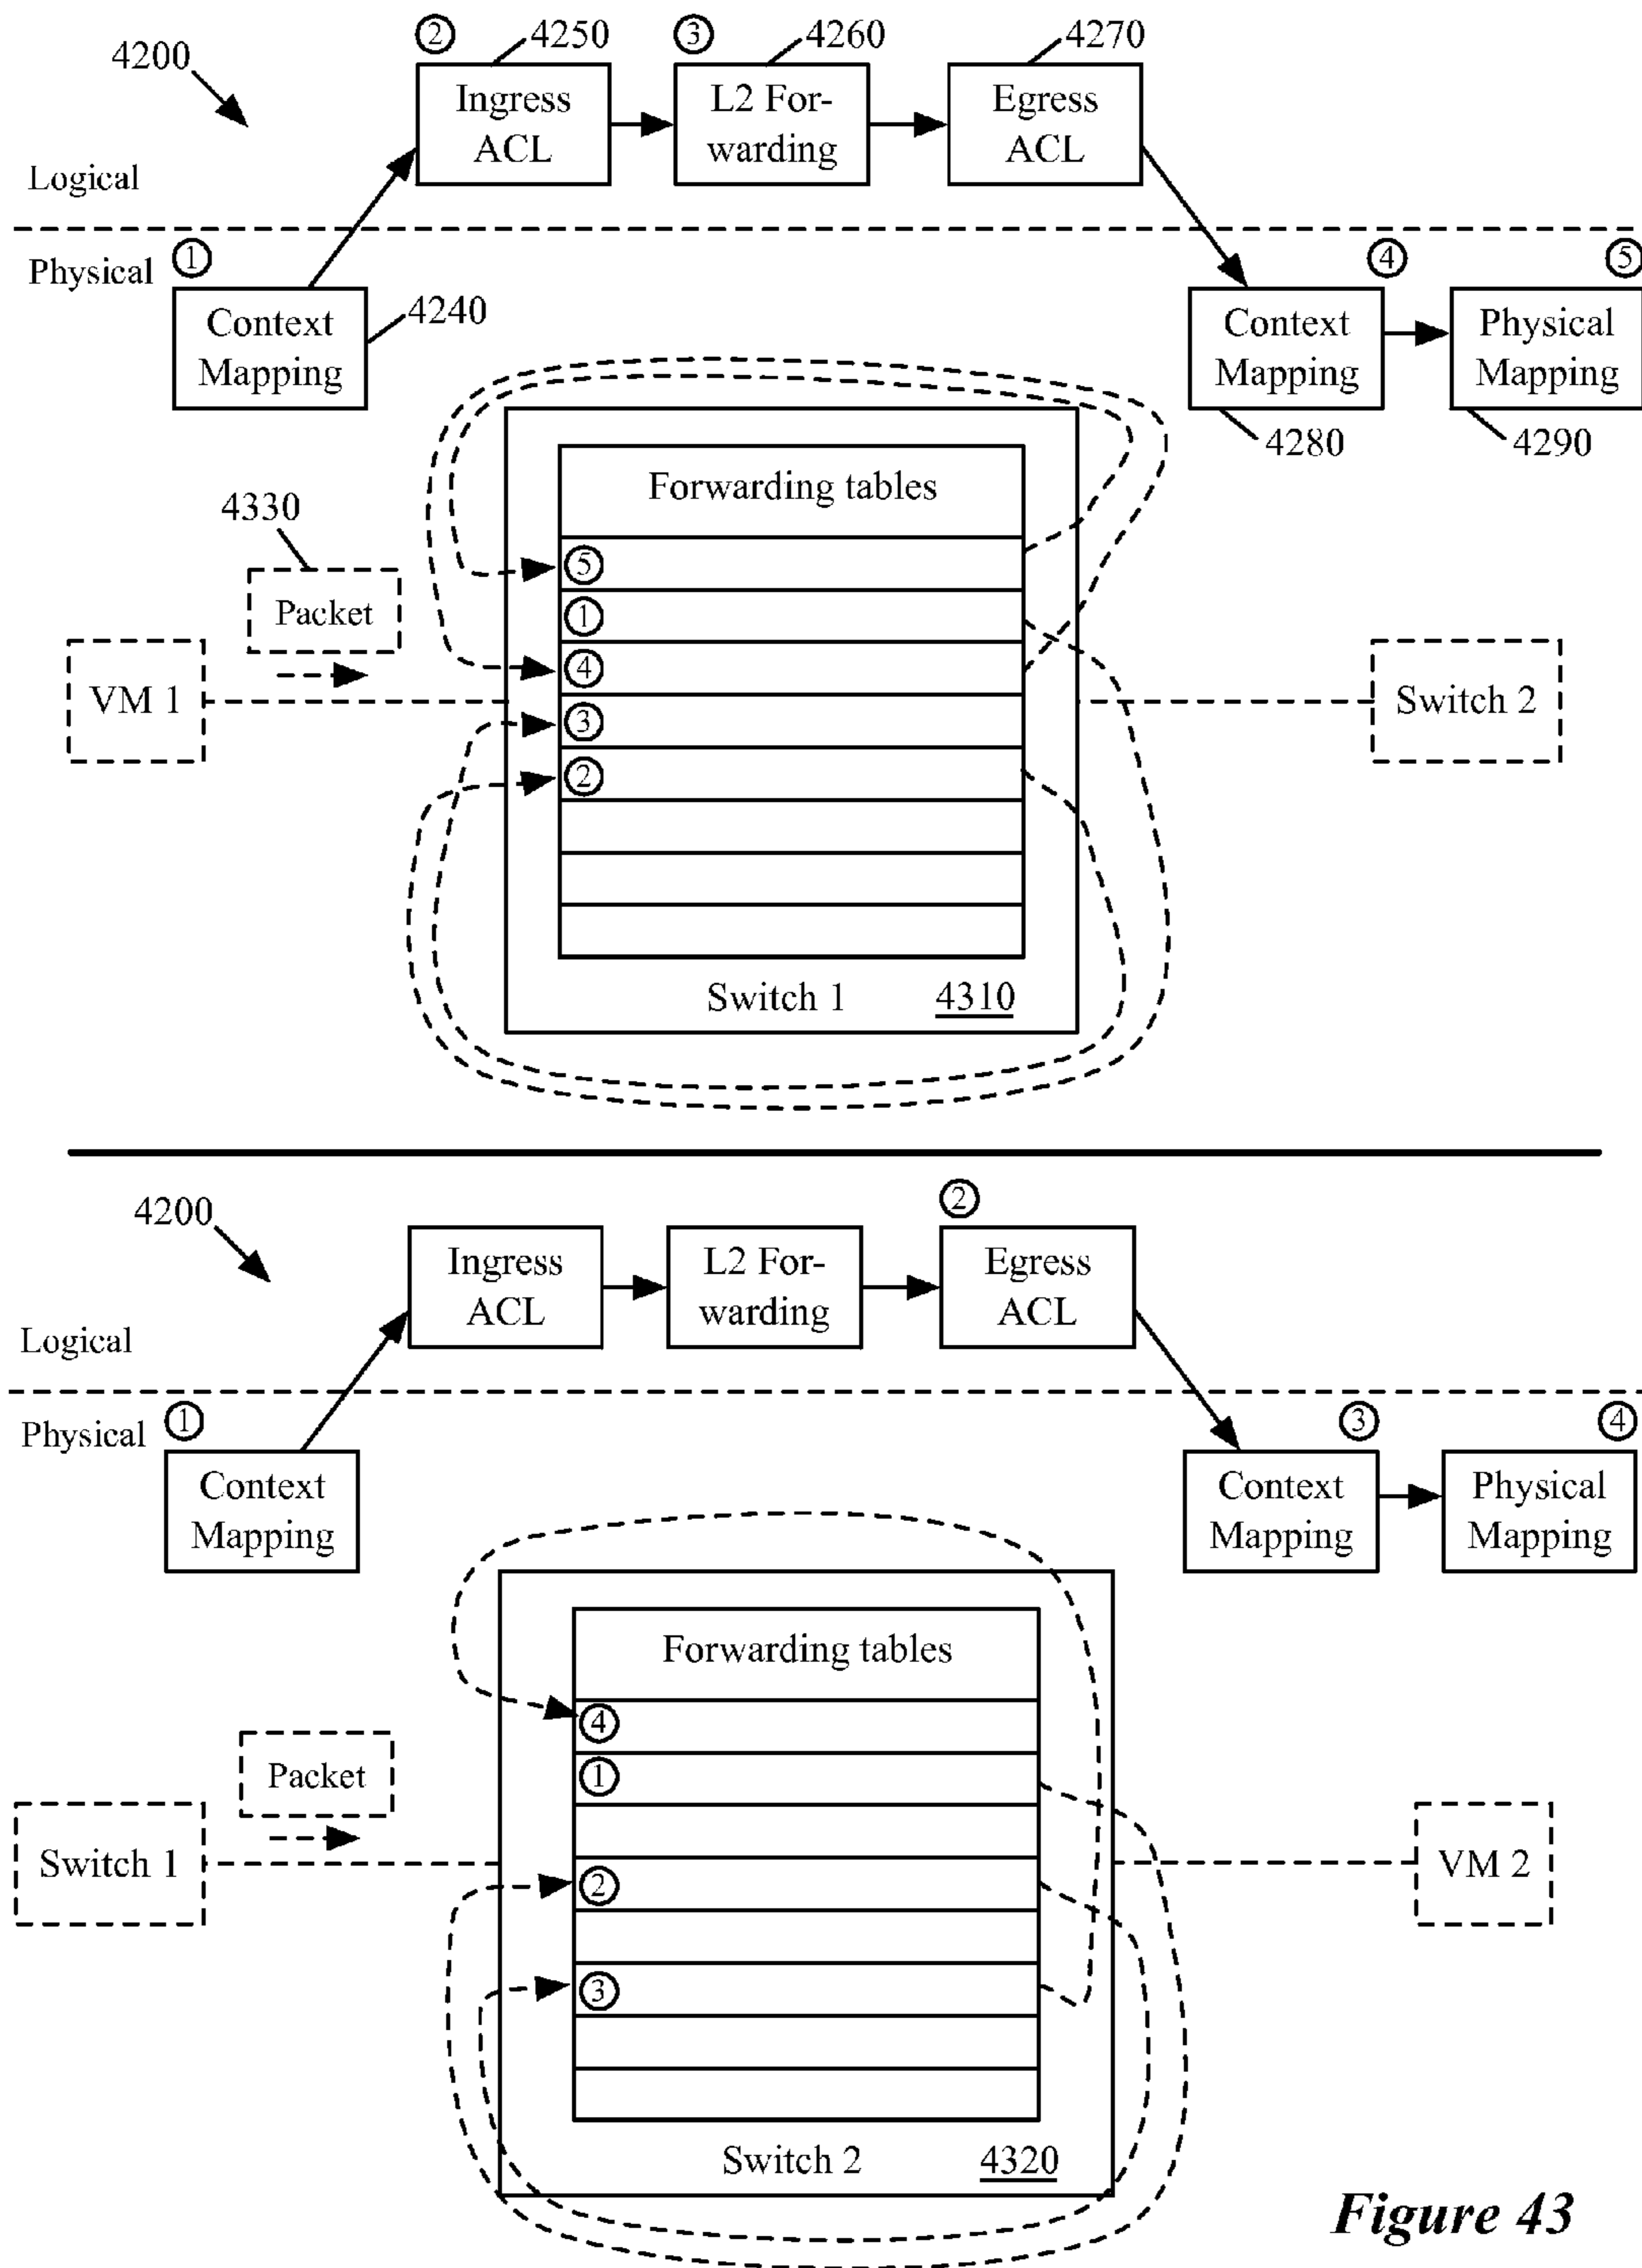 ② 4250 ③ 4260 4270
4200
Ingress
ACL
L2 For-
warding
Egress
ACL
Logical
Physical
①
Context
Mapping
4240
④
Context
Mapping
4280
⑤
Physical
Mapping
4290
Forwarding tables
⑤
①
④
③
②
Switch 1 4310
4330
Packet
VM 1
Switch 2
4200
②
Ingress
ACL
L2 For-
warding
Egress
ACL
Logical
Physical
①
Context
Mapping
③
Context
Mapping
④
Physical
Mapping
Forwarding tables
④
①
②
③
Switch 2 4320
Packet
Switch 1
VM 2
Figure 43